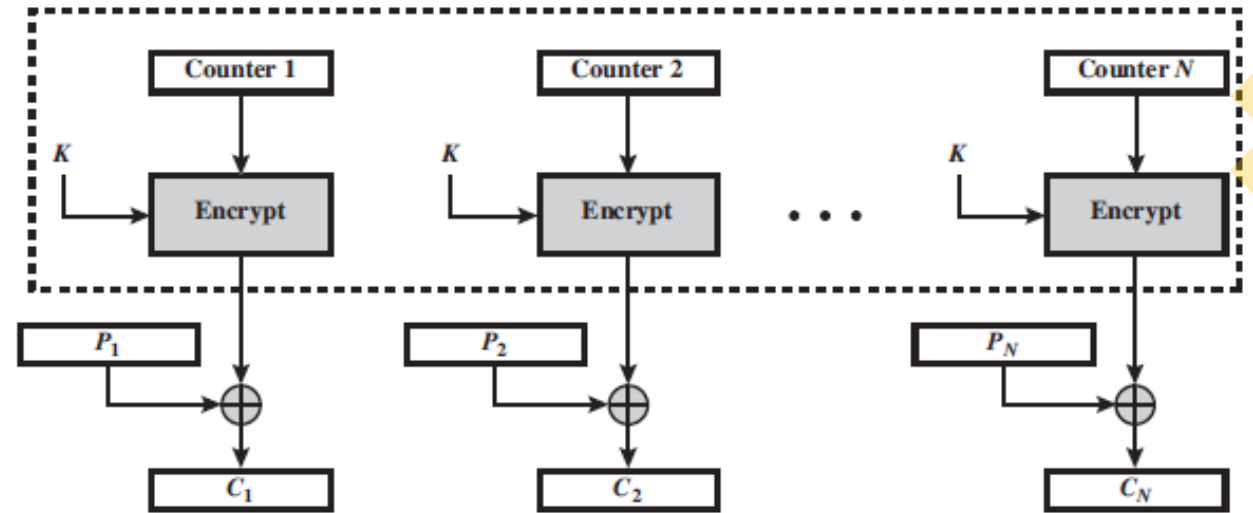 Counter 1
Counter 2
Counter N
K
K
K
Encrypt
Encrypt
• • •
Encrypt
P1
P2
PN
C1
C2
CN